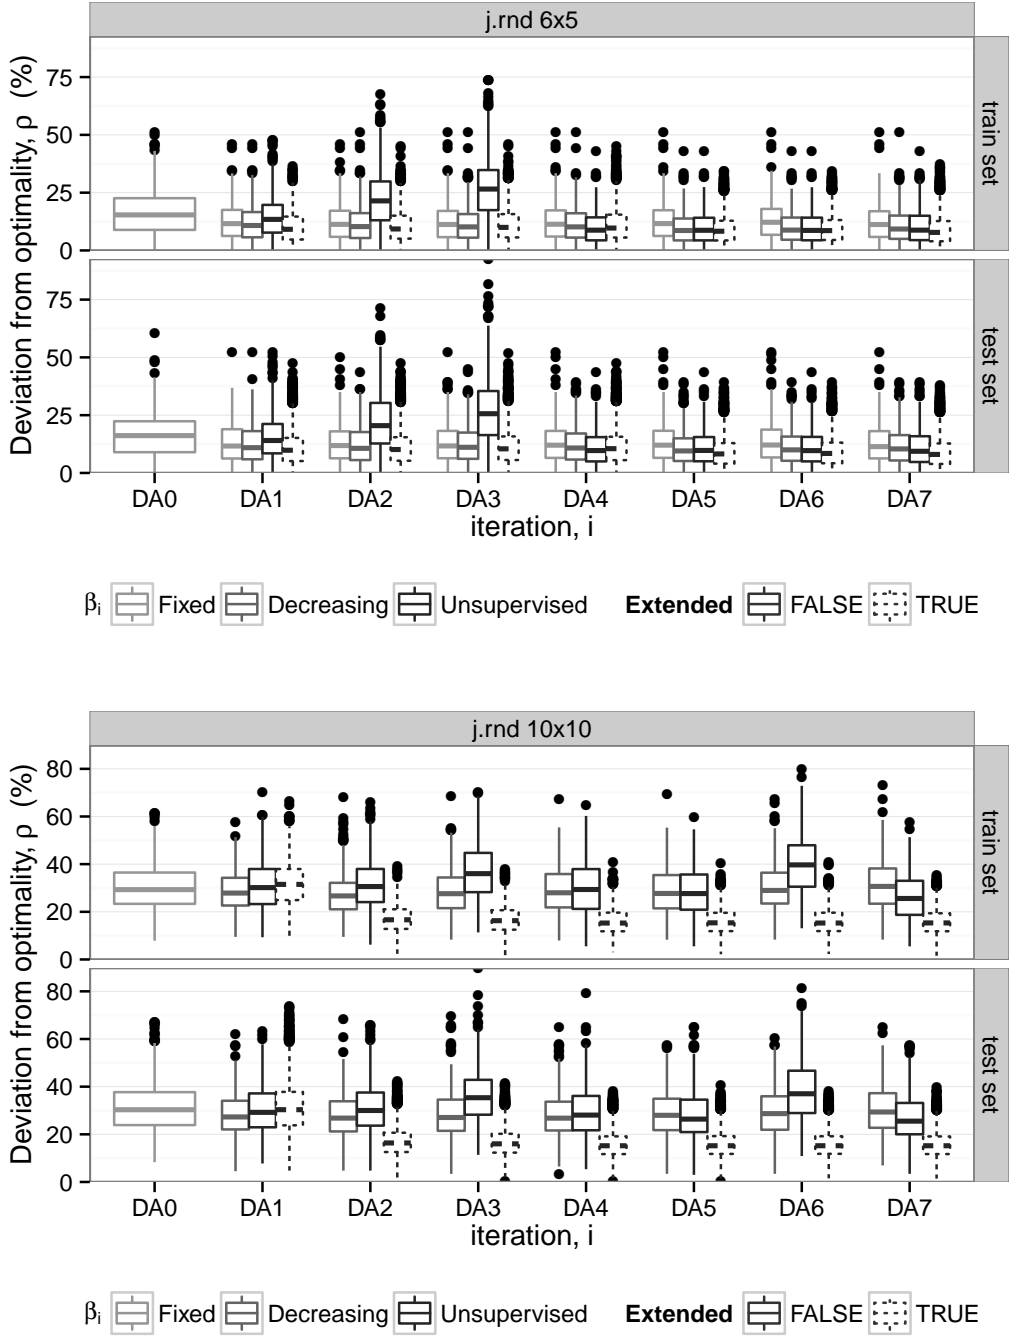 j.rnd 6x5
Deviation from optimality, ρ (%)
75
50
25
0
train set
75
50
25
0
test set
DA0 DA1 DA2 DA3 DA4 DA5 DA6 DA7
iteration, i
βi Fixed Decreasing Unsupervised Extended FALSE TRUE
j.rnd 10x10
Deviation from optimality, ρ (%)
80
60
40
20
0
train set
80
60
40
20
0
test set
DA0 DA1 DA2 DA3 DA4 DA5 DA6 DA7
iteration, i
βi Fixed Decreasing Unsupervised Extended FALSE TRUE